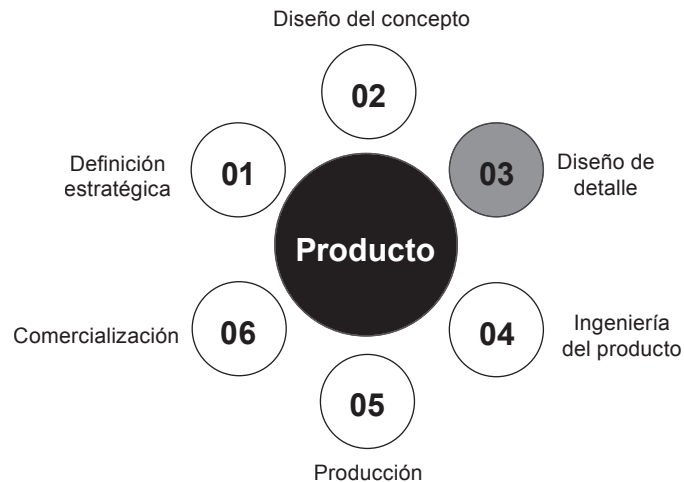 Diseño del concepto
02
Definición
estratégica
01
03
Diseño de
detalle
Producto
Comercialización
06
04
Ingeniería
del producto
05
Producción